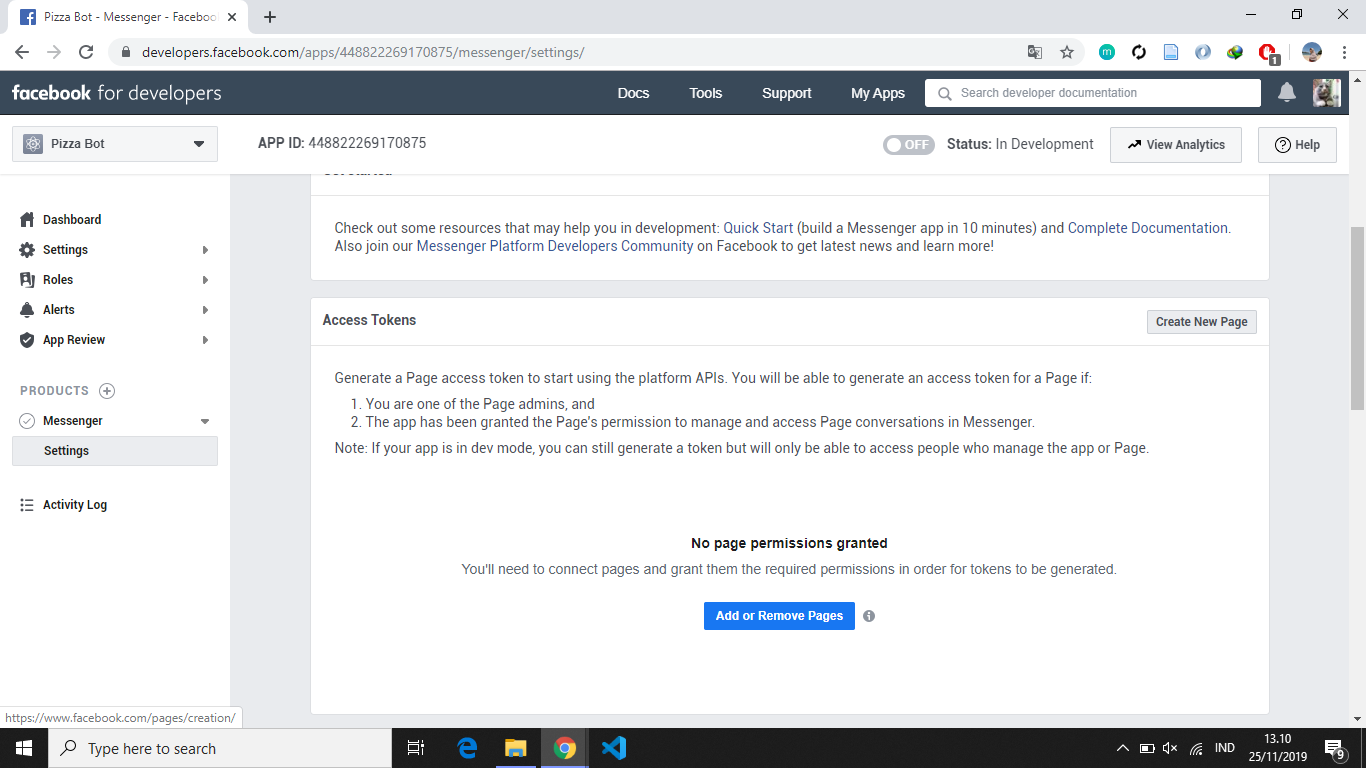 Pizza Bot - Messenger - Faceboo
developers.facebook.com/apps/448822269170875/messenger/settings/
1
facebook for developers
Docs
Tools
Support
My Apps
Search developer documentation
Pizza Bot
APP ID: 448822269170875
OFF
Status: In Development
View Analytics
Help
Dashboard
Settings
Roles
Alerts
App Review
PRODUCTS
Messenger
Settings
Activity Log
Check out some resources that may help you in development: Quick Start (build a Messenger app in 10 minutes) and Complete Documentation.
Also join our Messenger Platform Developers Community on Facebook to get latest news and learn more!
Access Tokens
Create New Page
Generate a Page access token to start using the platform APIs. You will be able to generate an access token for a Page if:
1. You are one of the Page admins, and
2. The app has been granted the Page's permission to manage and access Page conversations in Messenger.
Note: If your app is in dev mode, you can still generate a token but will only be able to access people who manage the app or Page.
No page permissions granted
You'll need to connect pages and grant them the required permissions in order for tokens to be generated.
Add or Remove Pages
https://www.facebook.com/pages/creation/
Type here to search
IND
13.10
25/11/2019
9